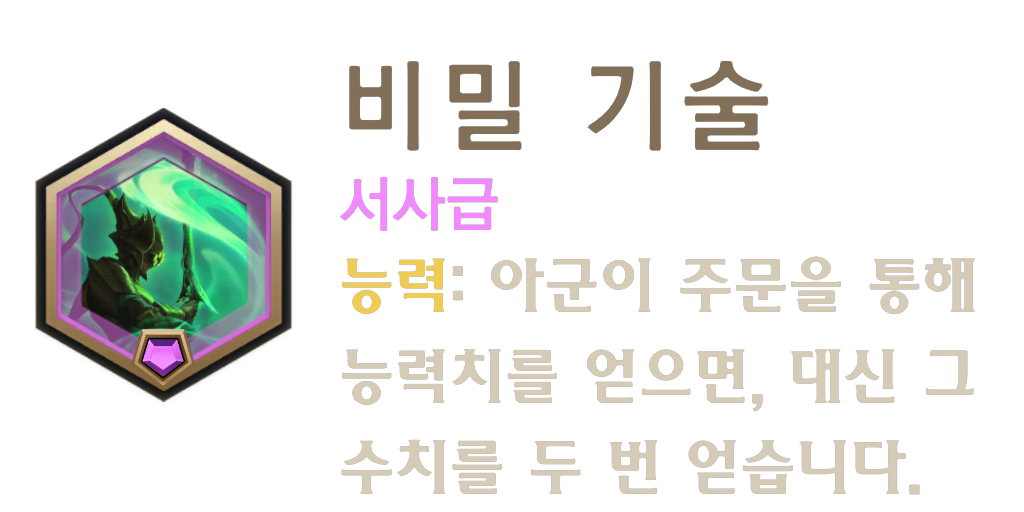 비밀 기술
서사급
능력: 아군이 주문을 통해
능력치를 얻으면, 대신 그
수치를 두 번 얻습니다.